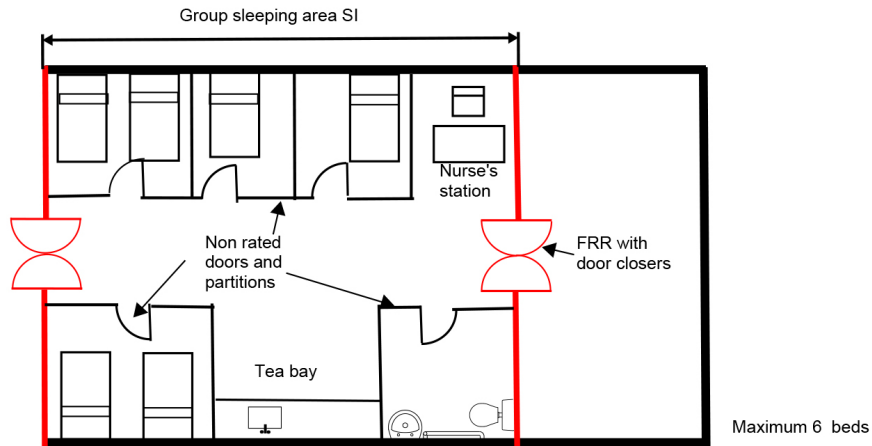 Group sleeping area SI
Nurse's
station
Non rated
doors and
partitions
FRR with
door closers
Tea bay
Maximum 6 beds